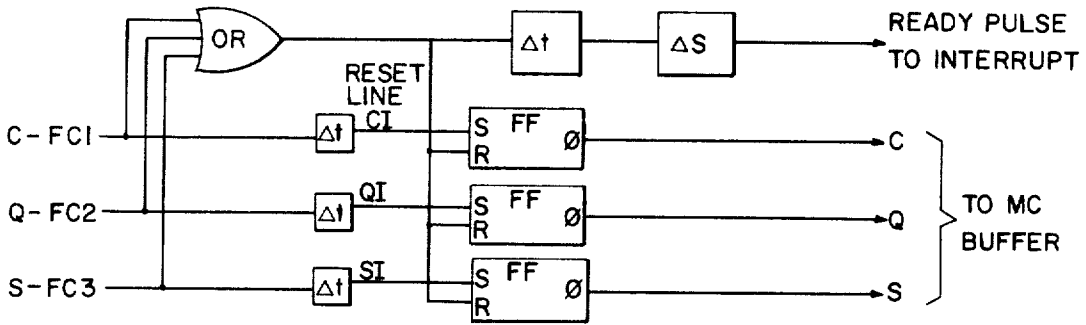 OR
Δt
ΔS
READY PULSE
TO INTERRUPT
RESET
LINE
C-FC1
Δt
CI
S
FF
R
Ø
C
Q-FC2
Δt
QI
S
FF
R
Ø
Q
TO MC
BUFFER
S-FC3
Δt
SI
S
FF
R
Ø
S